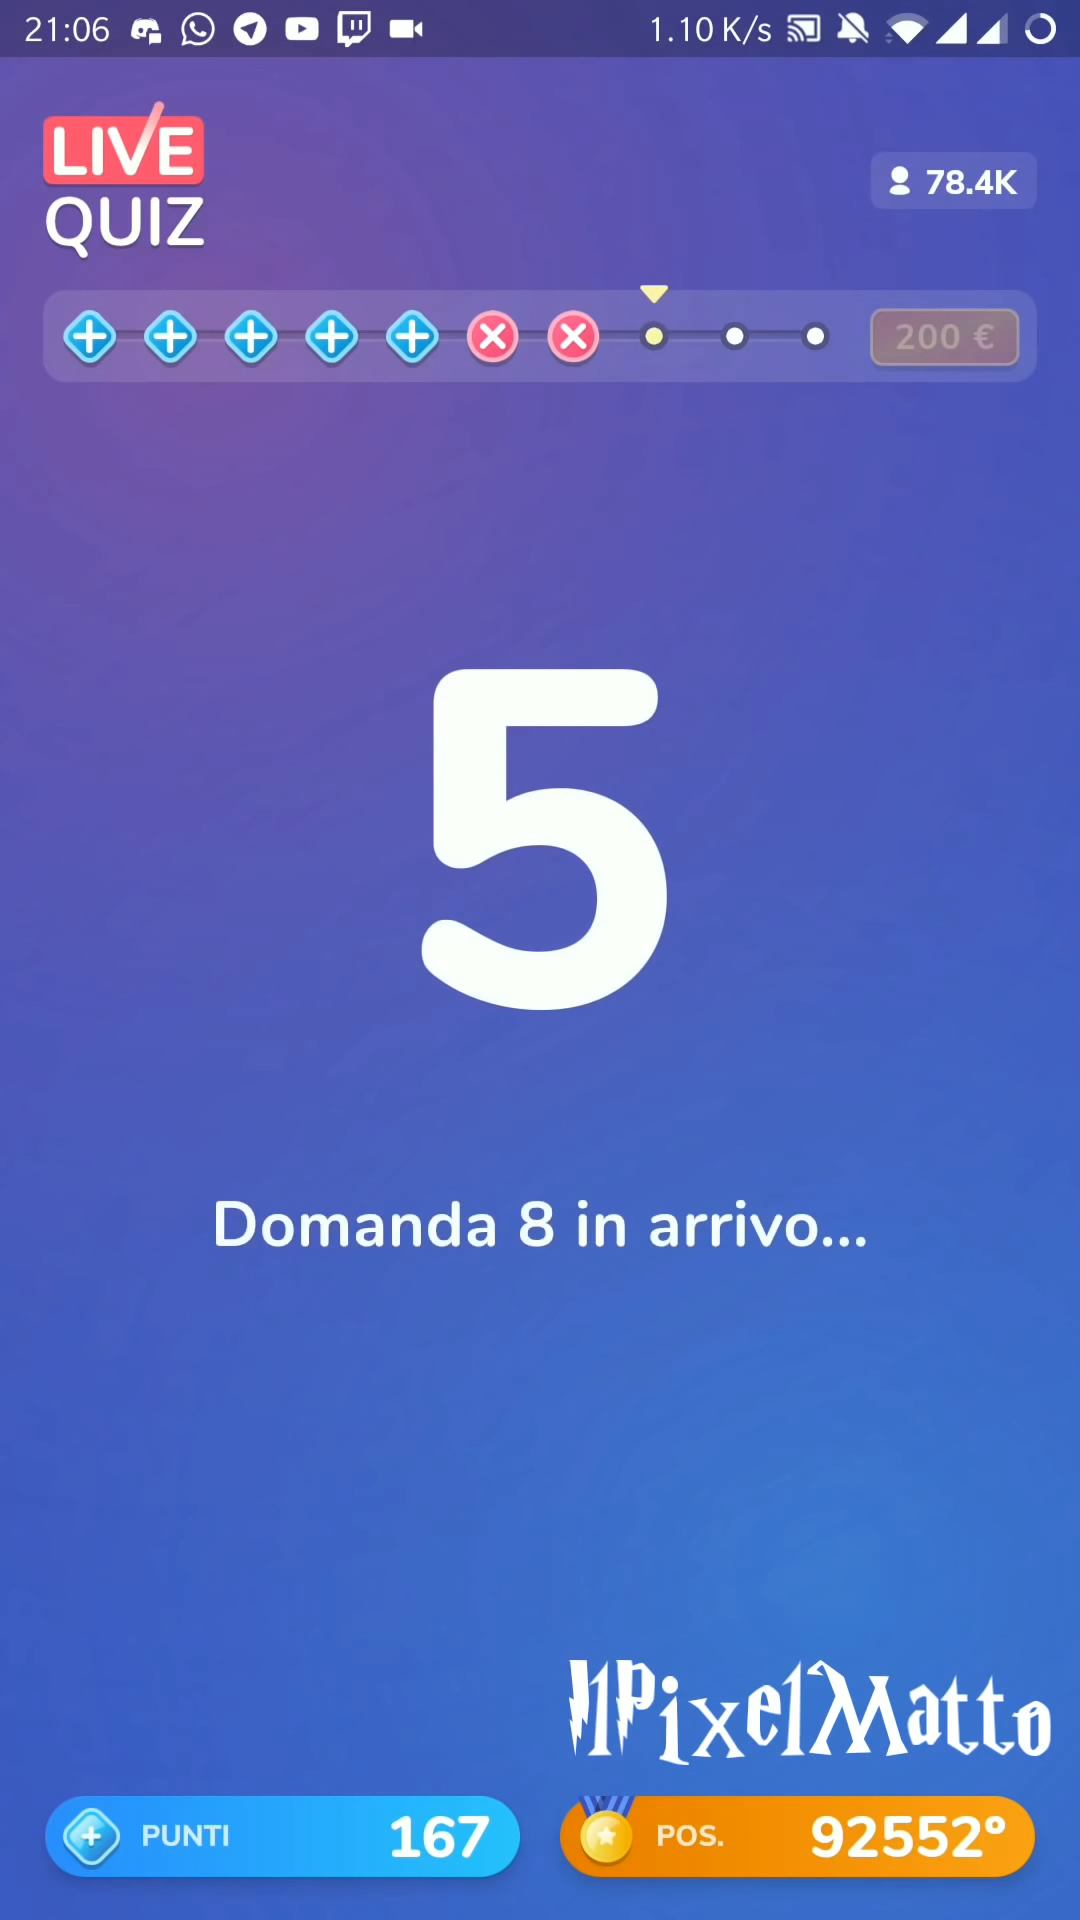 21:06
1.10 K/s
LIVE
QUIZ
78.4K
200 €
5
Domanda 8 in arrivo...
IlPixelMatto
PUNTI 167
POS. 92552°